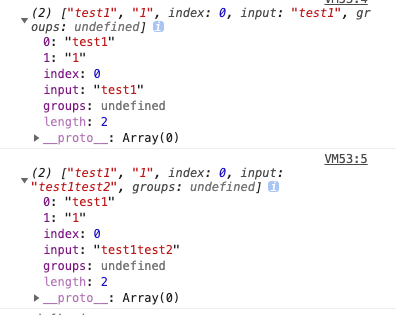 VM53:4
(2) ["test1", "1", index: 0, input: "test1", gr
oups: undefined] i
0: "test1"
1: "1"
index: 0
input: "test1"
groups: undefined
length: 2
__proto__: Array(0)
VM53:5
(2) ["test1", "1", index: 0, input:
"test1test2", groups: undefined] i
0: "test1"
1: "1"
index: 0
input: "test1test2"
groups: undefined
length: 2
__proto__: Array(0)